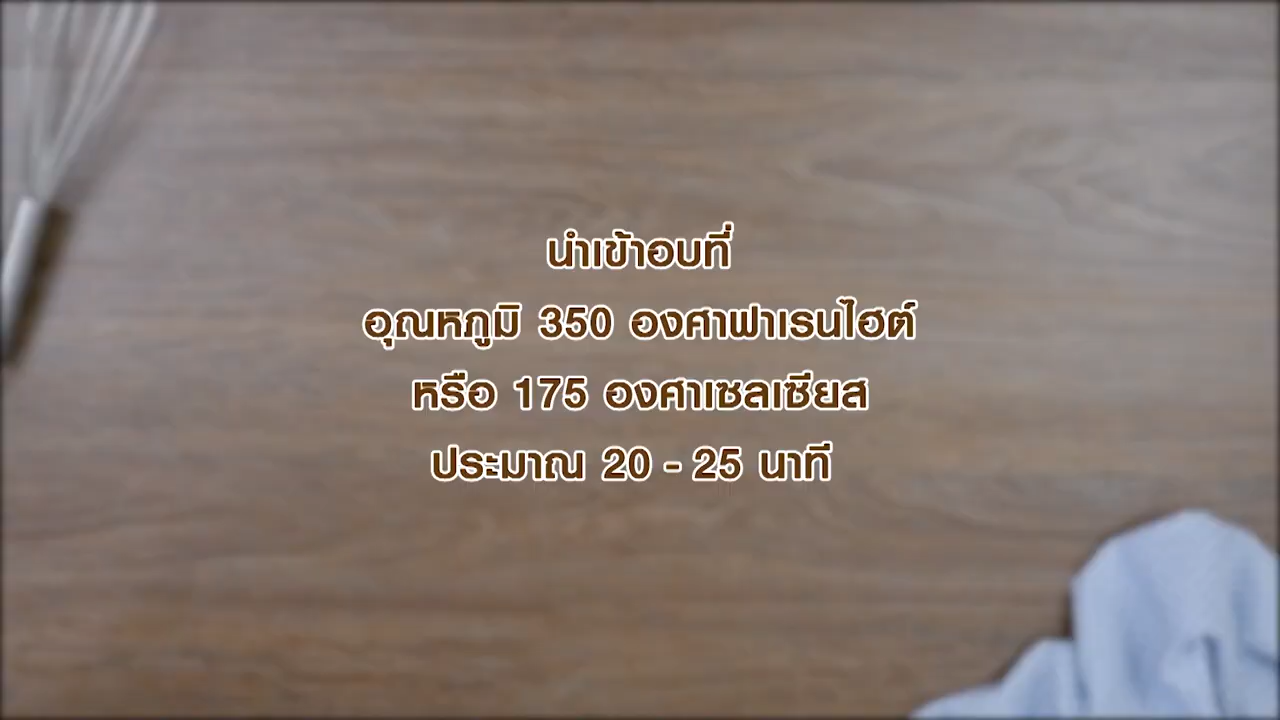 นำเข้าอบที่
อุณหภูมิ 350 องศาฟาเรนไฮต์
หรือ 175 องศาเซลเซียส
ประมาณ 20 - 25 นาที